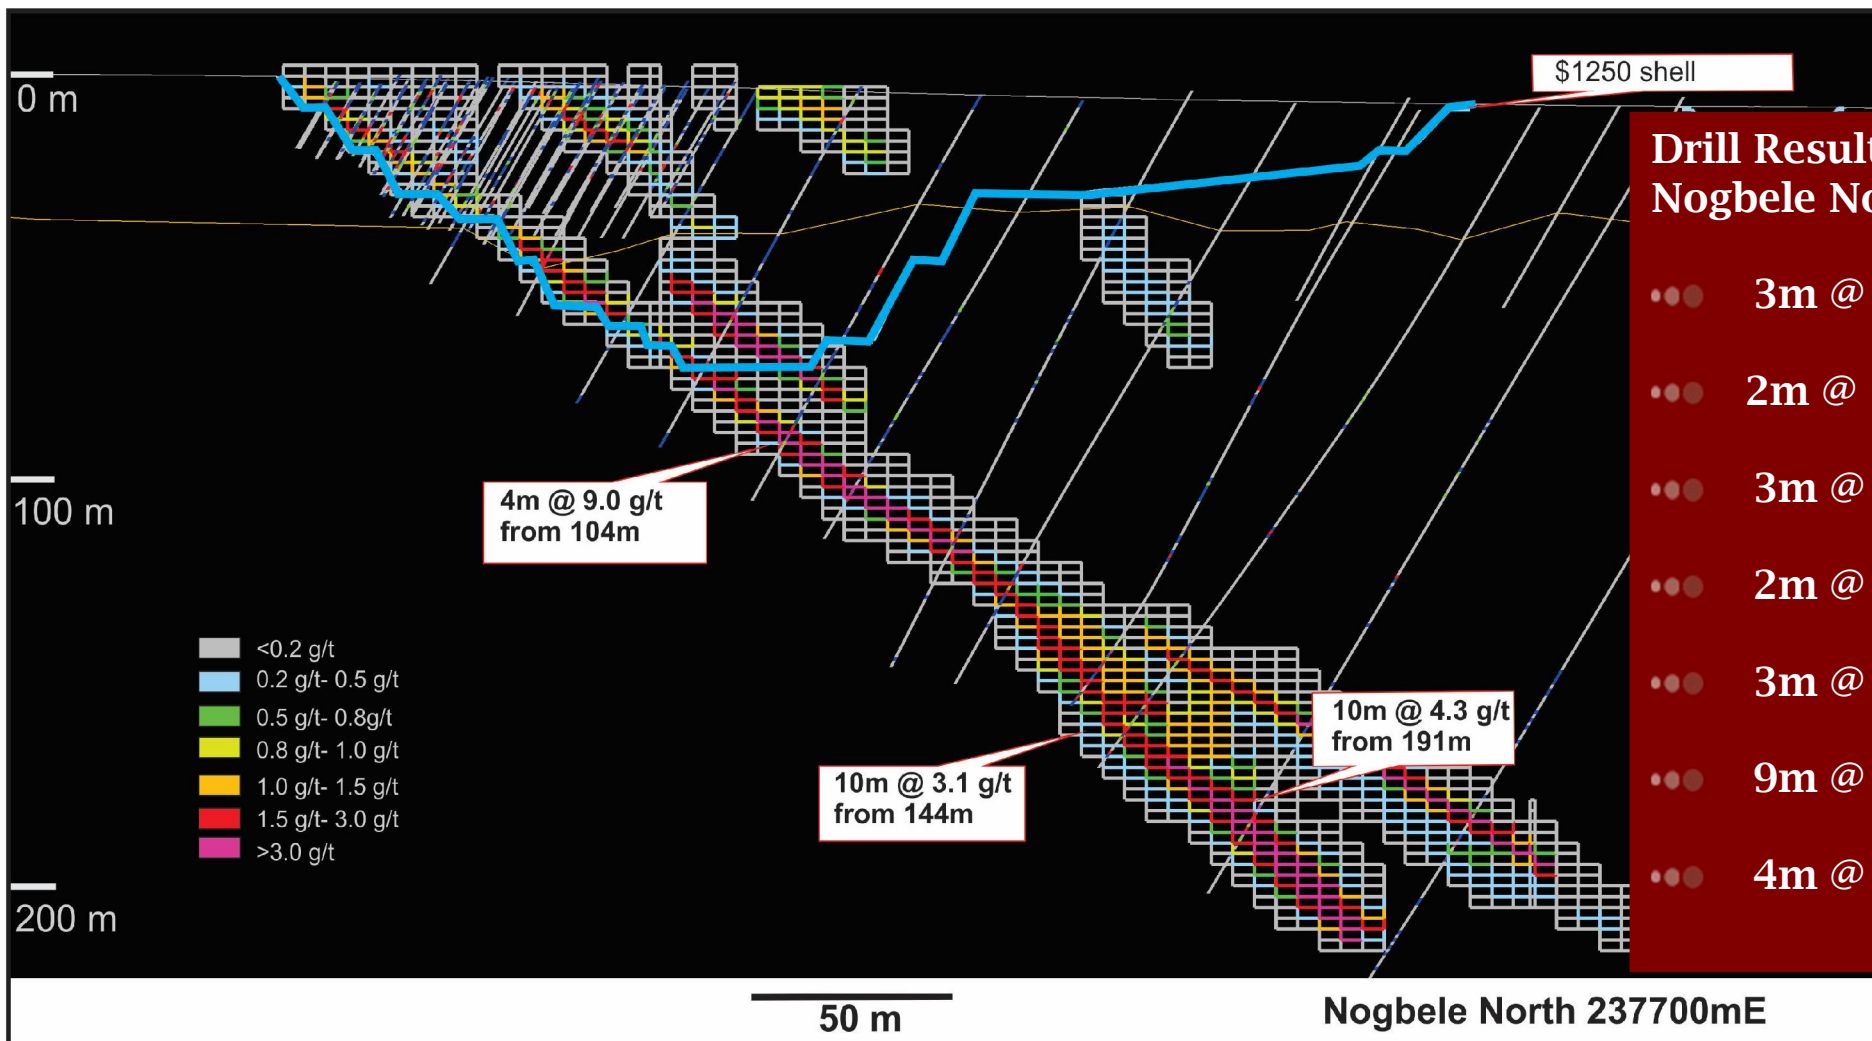 $1250 shell
0 m
Drill Result
Nogbele No
3m @
2m @
3m @
4m @ 9.0 g/t
from 104m
100 m
2m @
<0.2 g/t
0.2 g/t- 0.5 g/t
0.5 g/t- 0.8g/t
0.8 g/t- 1.0 g/t
1.0 g/t- 1.5 g/t
1.5 g/t- 3.0 g/t
>3.0 g/t
3m @
10m @ 4.3 g/t
from 191m
10m @ 3.1 g/t
from 144m
9m @
4m @
200 m
50 m
Nogbele North 237700mE